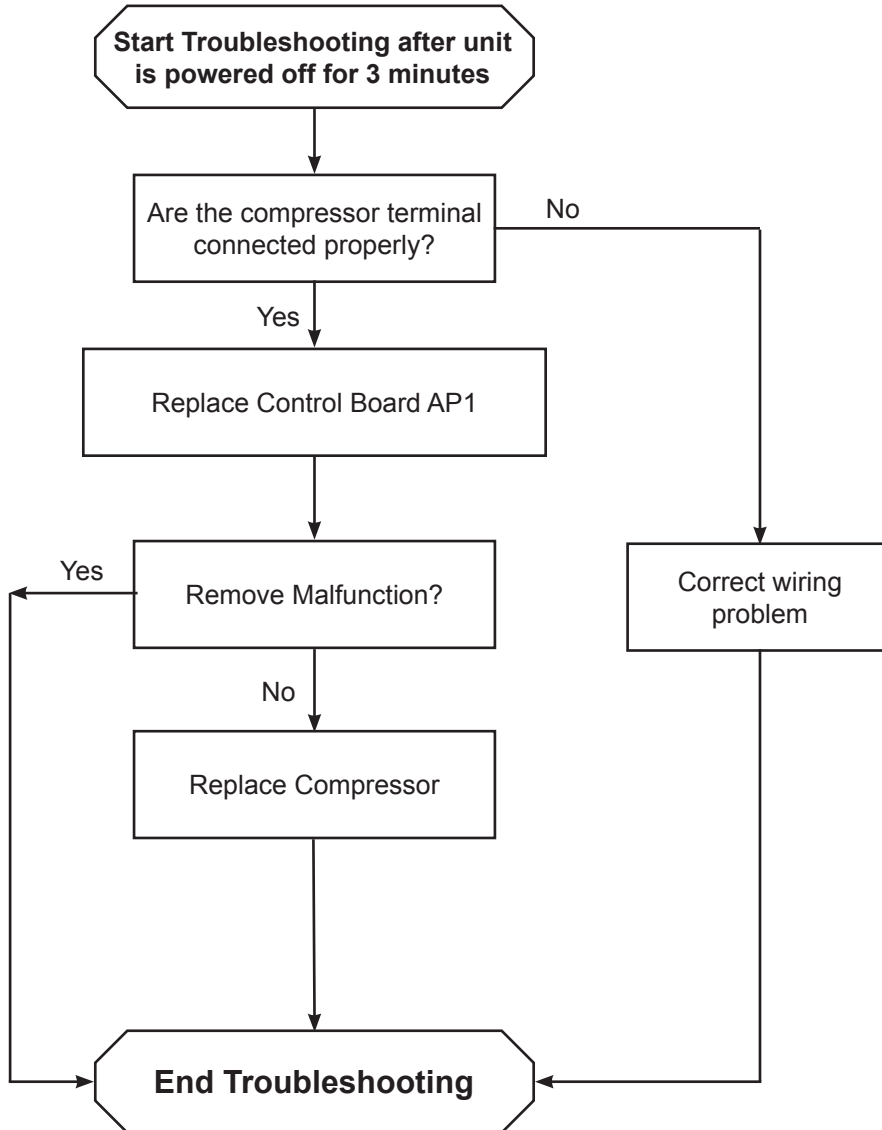 Start Troubleshooting after unit
is powered off for 3 minutes
Are the compressor terminal
connected properly?
No
Yes
Replace Control Board AP1
Yes
Remove Malfunction?
Correct wiring
problem
No
Replace Compressor
End Troubleshooting